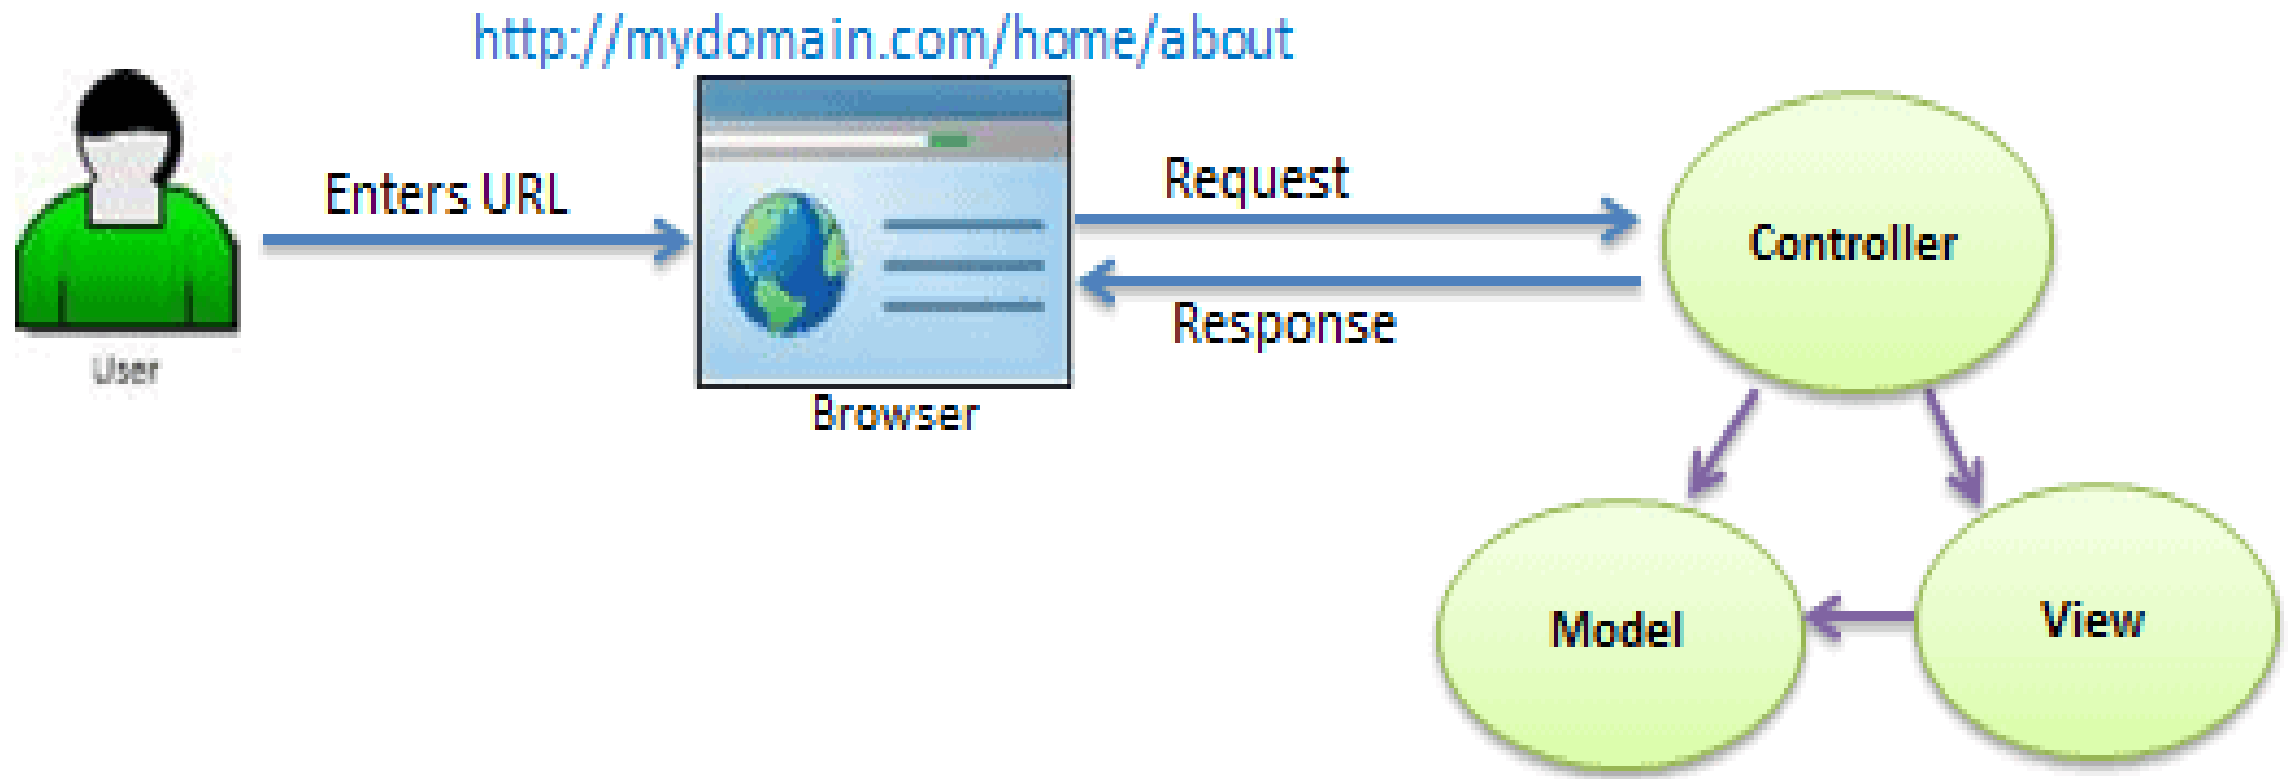 http://mydomain.com/home/about
Enters URL
Request
Controller
Response
User
Browser
Model
View